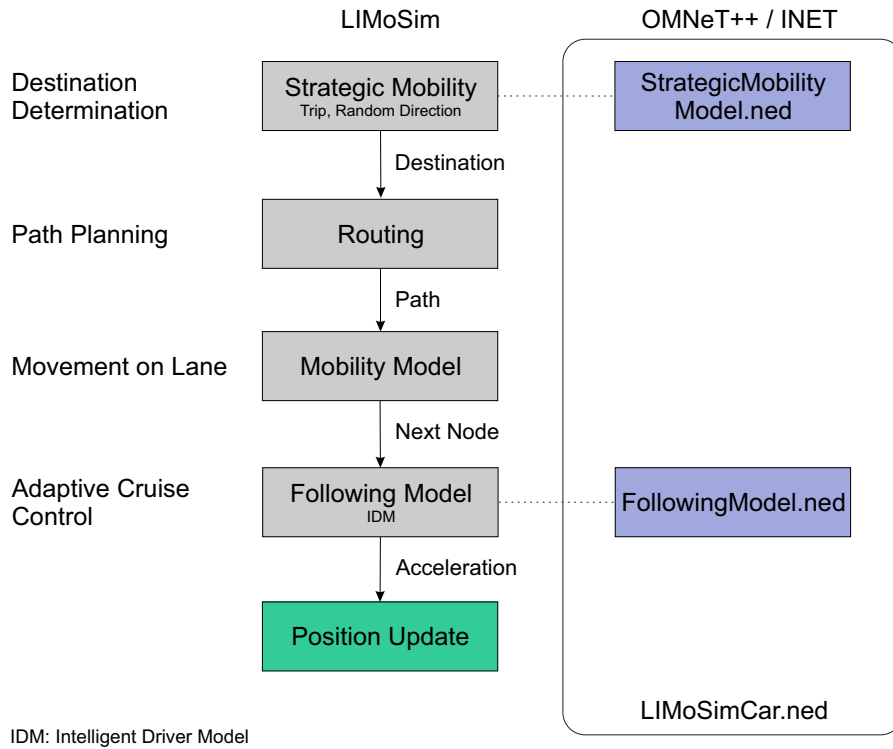 LIMoSim
OMNeT++ / INET
Destination
Determination
Strategic Mobility
Trip, Random Direction
StrategicMobility
Model.ned
Destination
Path Planning
Routing
Path
Movement on Lane
Mobility Model
Next Node
Adaptive Cruise
Control
Following Model
IDM
FollowingModel.ned
Acceleration
Position Update
LIMoSimCar.ned
IDM: Intelligent Driver Model